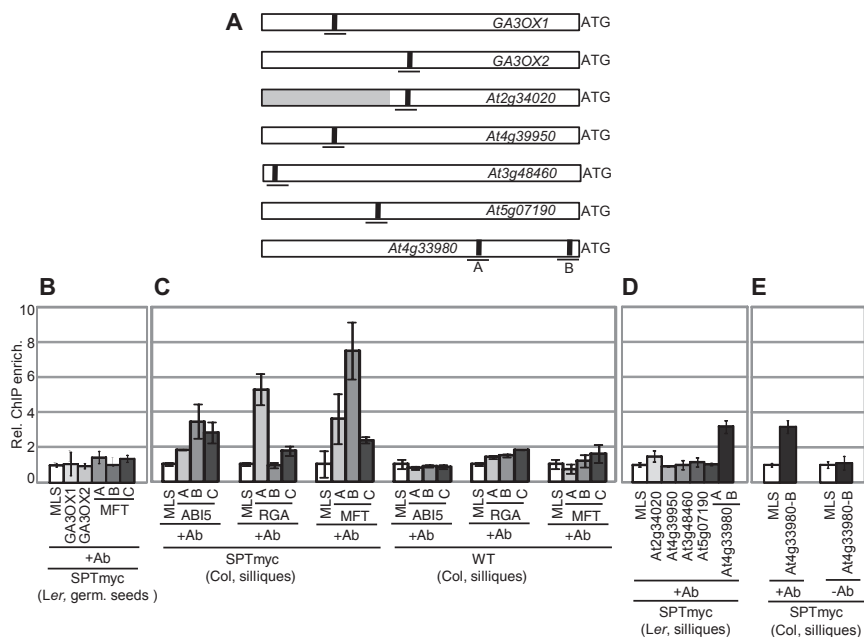 A
GA3OX1 ATG
GA3OX2 ATG
At2g34020 ATG
At4g39950 ATG
At3g48460 ATG
At5g07190 ATG
At4g33980 ATG
A B
B C D E
Rel. ChIP enrich.
10
8
6
4
2
0
MLS GA3OX1 GA3OX2 A B C
MFT
+Ab
SPTmyc
(Ler, germ. seeds )
MLS A B C MLS A B C MLS A B C MLS A B C MLS A B C MLS A B C
ABI5 RGA MFT ABI5 RGA MFT
+Ab +Ab +Ab +Ab +Ab +Ab
SPTmyc WT
(Col, silliques) (Col, silliques)
MLS At2g34020 At4g39950 At3g48460 At5g07190 A B
At4g33980
+Ab
SPTmyc
(Ler, silliques)
MLS At4g33980-B MLS At4g33980-B
+Ab -Ab
SPTmyc
(Col, silliques)